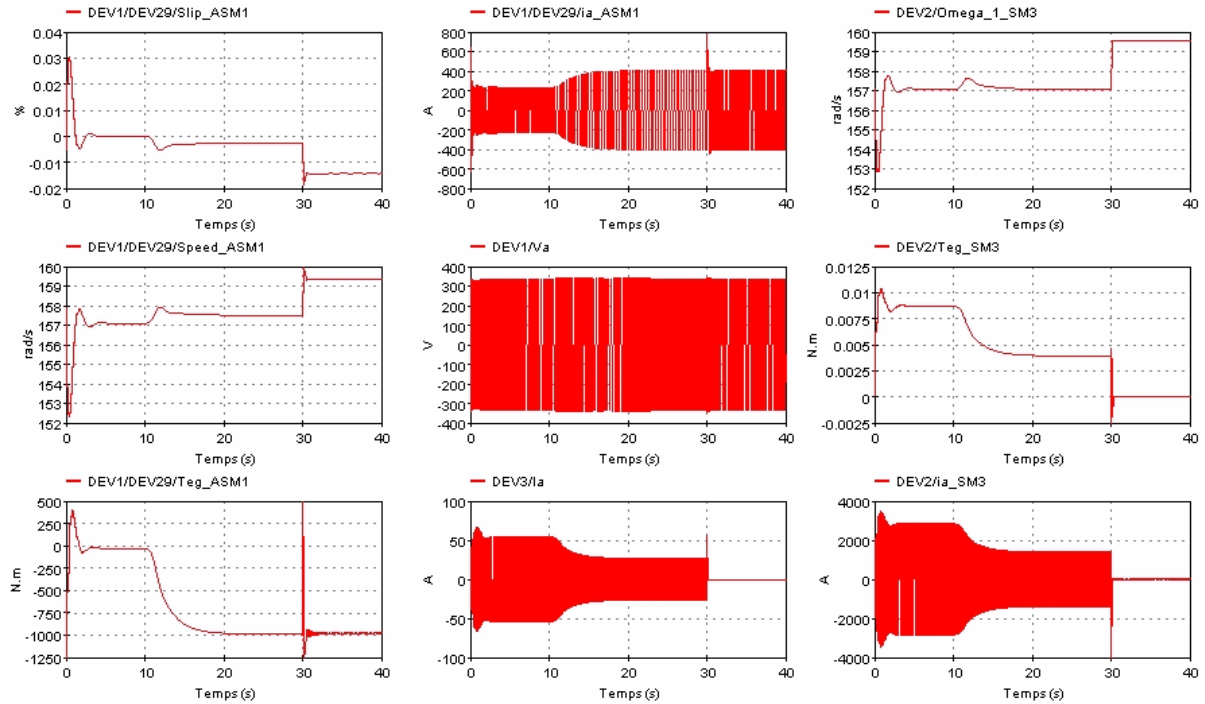 DEV1/DEV29/Slip_ASM1
0.04
0.03
0.02
0.01
0
-0.01
-0.02
%
0 10 20 30 40
Temps (s)
DEV1/DEV29/ia_ASM1
800
600
400
200
0
-200
-400
-600
-800
A
0 10 20 30 40
Temps (s)
DEV2/Omega_1_SM3
160
159
158
157
156
155
154
153
152
rad/s
0 10 20 30 40
Temps (s)
DEV1/DEV29/Speed_ASM1
160
159
158
157
156
155
154
153
152
rad/s
0 10 20 30 40
Temps (s)
DEV1/Va
400
300
200
100
0
-100
-200
-300
-400
V
0 10 20 30 40
Temps (s)
DEV2/Teg_SM3
0.0125
0.01
0.0075
0.005
0.0025
0
-0.0025
N.m
0 10 20 30 40
Temps (s)
DEV1/DEV29/Teg_ASM1
500
250
0
-250
-500
-750
-1000
-1250
N.m
0 10 20 30 40
Temps (s)
DEV3/Ia
100
50
0
-50
-100
A
0 10 20 30 40
Temps (s)
DEV2/ia_SM3
4000
2000
0
-2000
-4000
A
0 10 20 30 40
Temps (s)